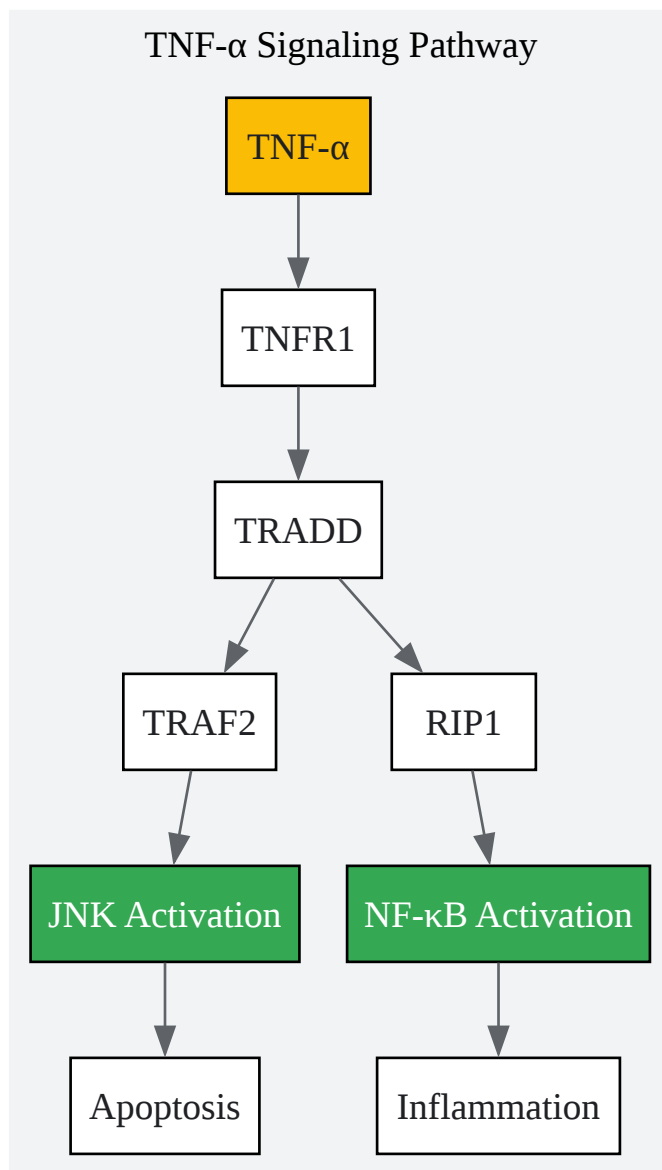 TNF-α Signaling Pathway
TNF-α
TNFR1
TRADD
TRAF2
RIP1
JNK Activation
NF-κB Activation
Apoptosis
Inflammation